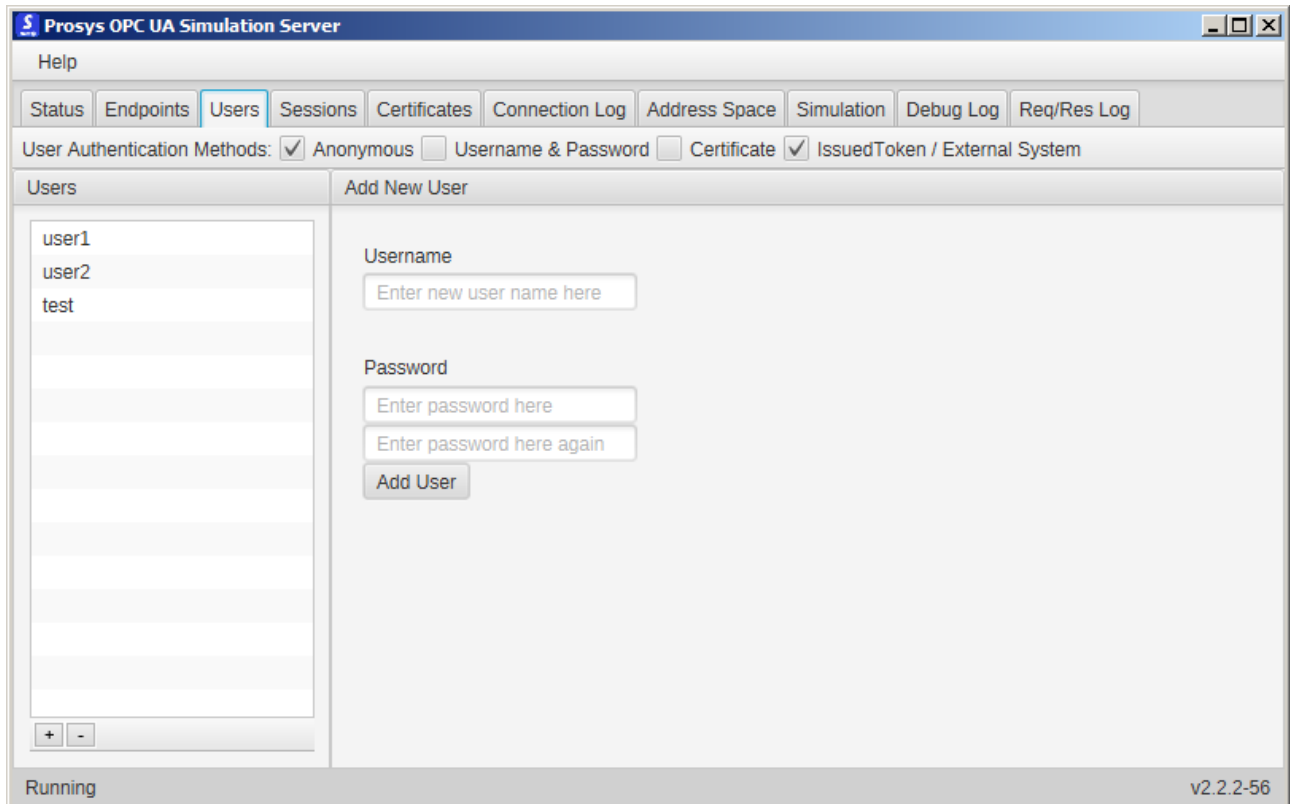 Prosys OPC UA Simulation Server
Help
Status Endpoints Users Sessions Certificates Connection Log Address Space Simulation Debug Log Req/Res Log
User Authentication Methods: Anonymous Username & Password Certificate IssuedToken / External System
Users Add New User
user1
user2
test
Username
Enter new user name here
Password
Enter password here
Enter password here again
Add User
+ -
Running v2.2.2-56